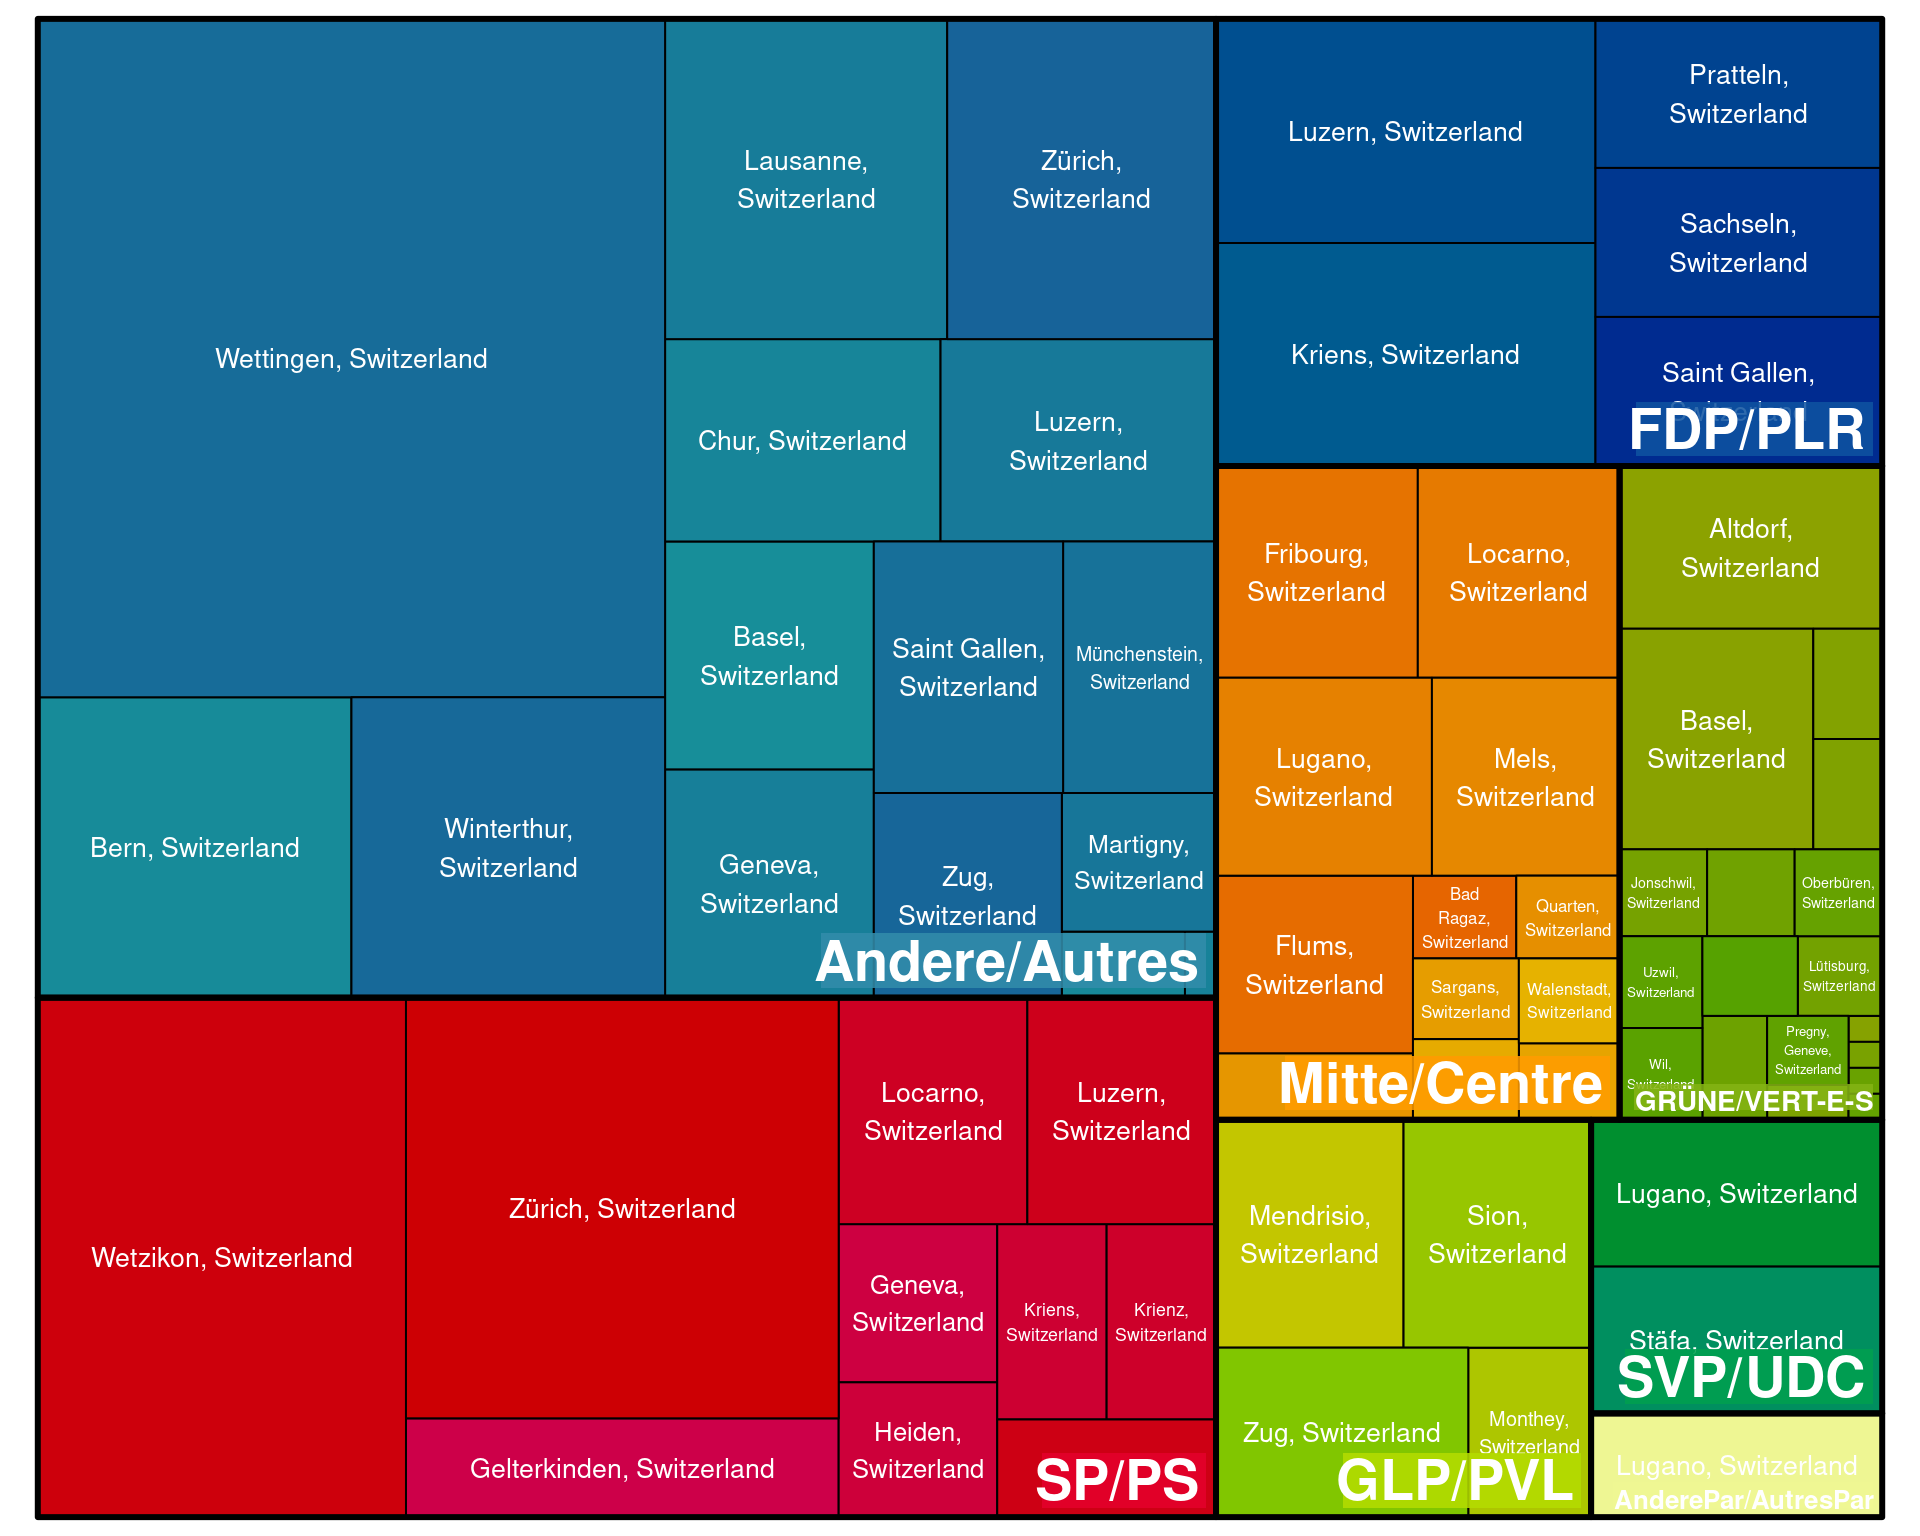 Wettingen, Switzerland
Lausanne,
Switzerland
Zürich,
Switzerland
Chur, Switzerland
Luzern,
Switzerland
Basel,
Switzerland
Saint Gallen,
Switzerland
Münchenstein,
Switzerland
Bern, Switzerland
Winterthur,
Switzerland
Geneva,
Switzerland
Zug,
Switzerland
Martigny,
Switzerland
Andere/Autres
Luzern, Switzerland
Kriens, Switzerland
Pratteln,
Switzerland
Sachseln,
Switzerland
Saint Gallen,
Switzerland
FDP/PLR
Fribourg,
Switzerland
Locarno,
Switzerland
Lugano,
Switzerland
Mels,
Switzerland
Flums,
Switzerland
Bad
Ragaz,
Switzerland
Quarten,
Switzerland
Sargans,
Switzerland
Walenstadt,
Switzerland
Mitte/Centre
Altdorf,
Switzerland
Basel,
Switzerland
Jonschwil,
Switzerland
Oberbüren,
Switzerland
Uzwil,
Switzerland
Lütisburg,
Switzerland
Wil,
Switzerland
Pregny,
Geneve,
Switzerland
GRÜNE/VERT-E-S
Wetzikon, Switzerland
Zürich, Switzerland
Gelterkinden, Switzerland
Locarno,
Switzerland
Luzern,
Switzerland
Geneva,
Switzerland
Kriens,
Switzerland
Krienz,
Switzerland
Heiden,
Switzerland
SP/PS
Mendrisio,
Switzerland
Sion,
Switzerland
Zug, Switzerland
Monthey,
Switzerland
GLP/PVL
Lugano, Switzerland
Stäfa, Switzerland
SVP/UDC
Lugano, Switzerland
AnderePar/AutresPar